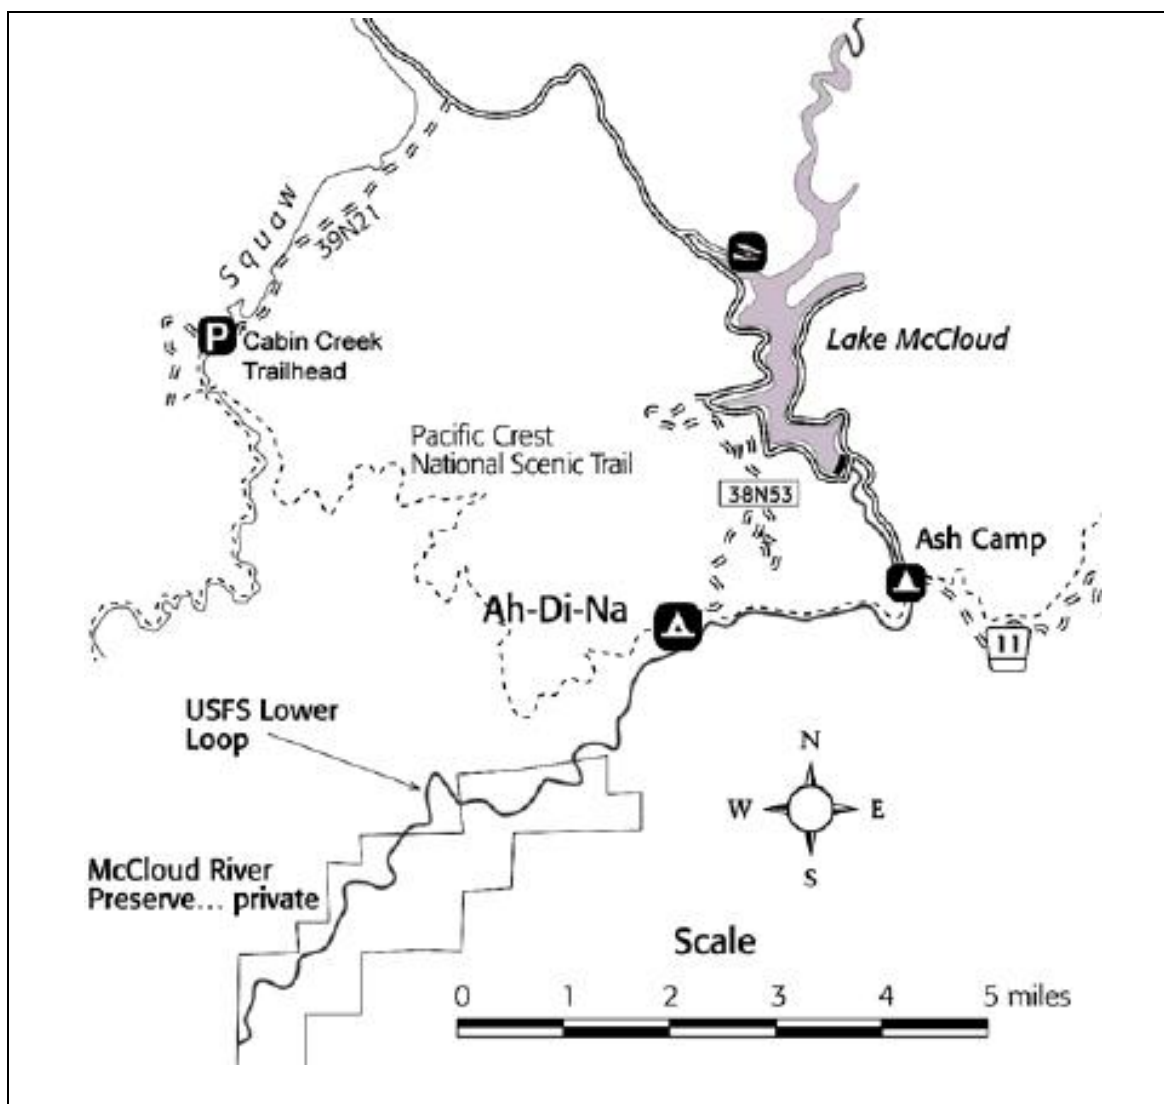 Squaw
39N21
P
Cabin Creek
Trailhead
Lake McCloud
Pacific Crest
National Scenic Trail
38N53
Ash Camp
Ah-Di-Na
11
USFS Lower
Loop
N
W E
S
McCloud River
Preserve... private
Scale
0 1 2 3 4 5 miles